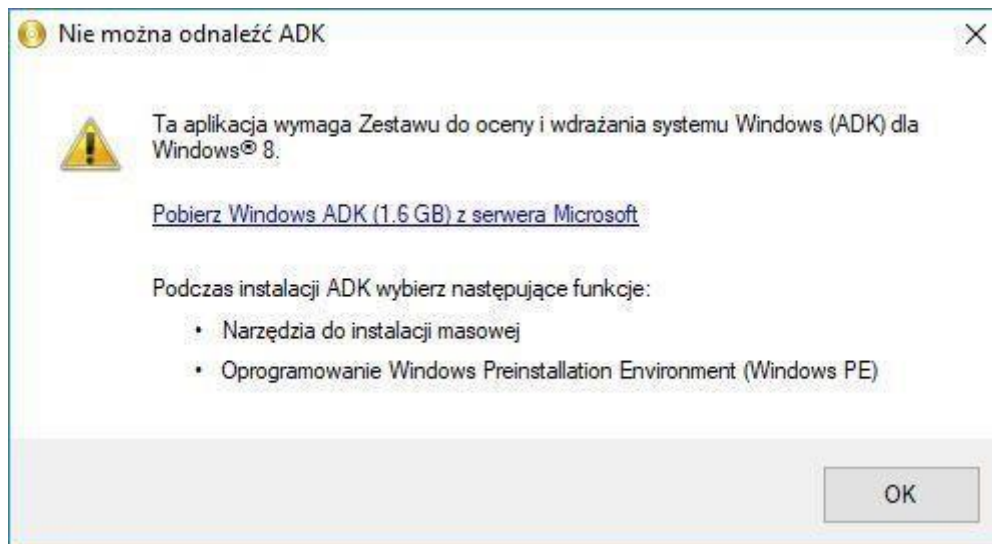 Nie można odnaleźć ADK
Ta aplikacja wymaga Zestawu do oceny i wdrażania systemu Windows (ADK) dla
Windows® 8.
Pobierz Windows ADK (1.6 GB) z serwera Microsoft
Podczas instalacji ADK wybierz następujące funkcje:
• Narzędzia do instalacji masowej
• Oprogramowanie Windows Preinstallation Environment (Windows PE)
OK